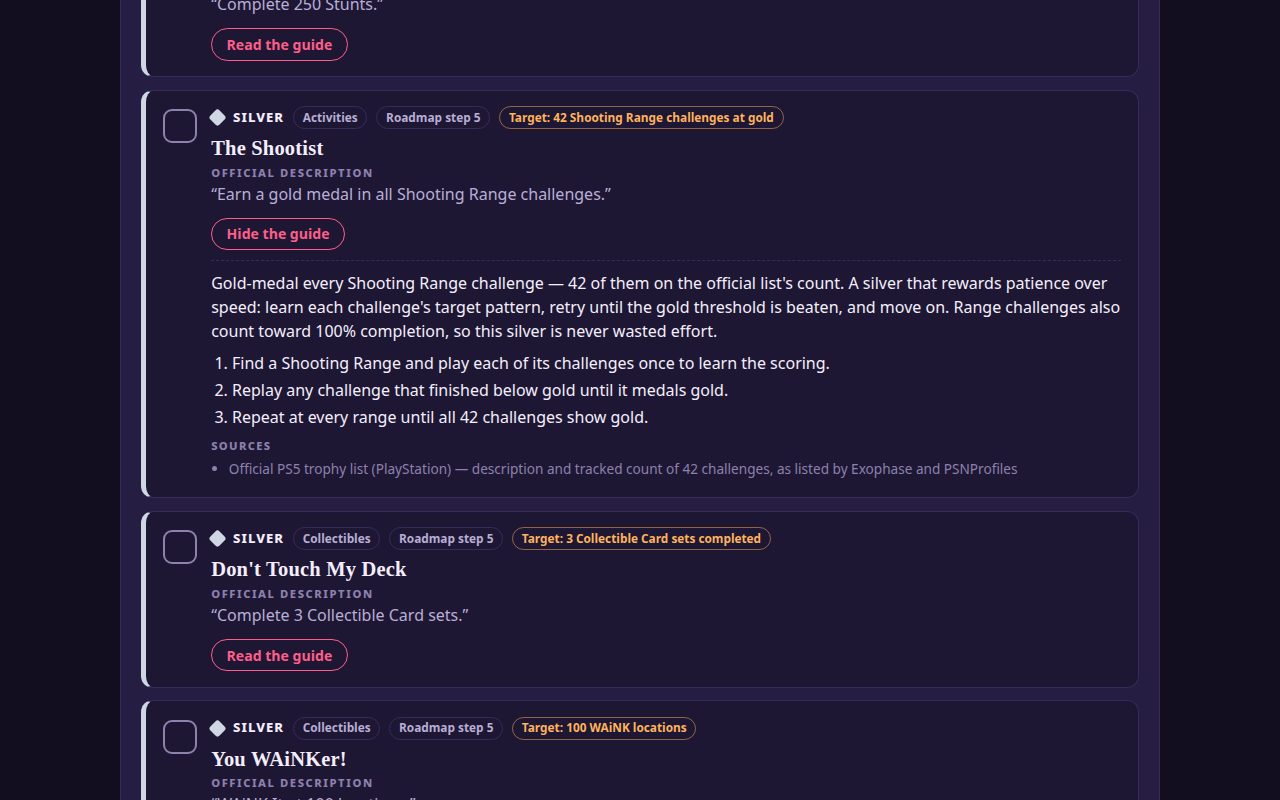 “Complete 250 Stunts.”
Read the guide
SILVER Activities Roadmap step 5 Target: 42 Shooting Range challenges at gold
The Shootist
OFFICIAL DESCRIPTION
“Earn a gold medal in all Shooting Range challenges.”
Hide the guide
Gold-medal every Shooting Range challenge — 42 of them on the official list's count. A silver that rewards patience over
speed: learn each challenge's target pattern, retry until the gold threshold is beaten, and move on. Range challenges also
count toward 100% completion, so this silver is never wasted effort.
1. Find a Shooting Range and play each of its challenges once to learn the scoring.
2. Replay any challenge that finished below gold until it medals gold.
3. Repeat at every range until all 42 challenges show gold.
SOURCES
• Official PS5 trophy list (PlayStation) — description and tracked count of 42 challenges, as listed by Exophase and PSNProfiles
SILVER Collectibles Roadmap step 5 Target: 3 Collectible Card sets completed
Don't Touch My Deck
OFFICIAL DESCRIPTION
“Complete 3 Collectible Card sets.”
Read the guide
SILVER Collectibles Roadmap step 5 Target: 100 WAiNK locations
You WAiNKer!
OFFICIAL DESCRIPTION